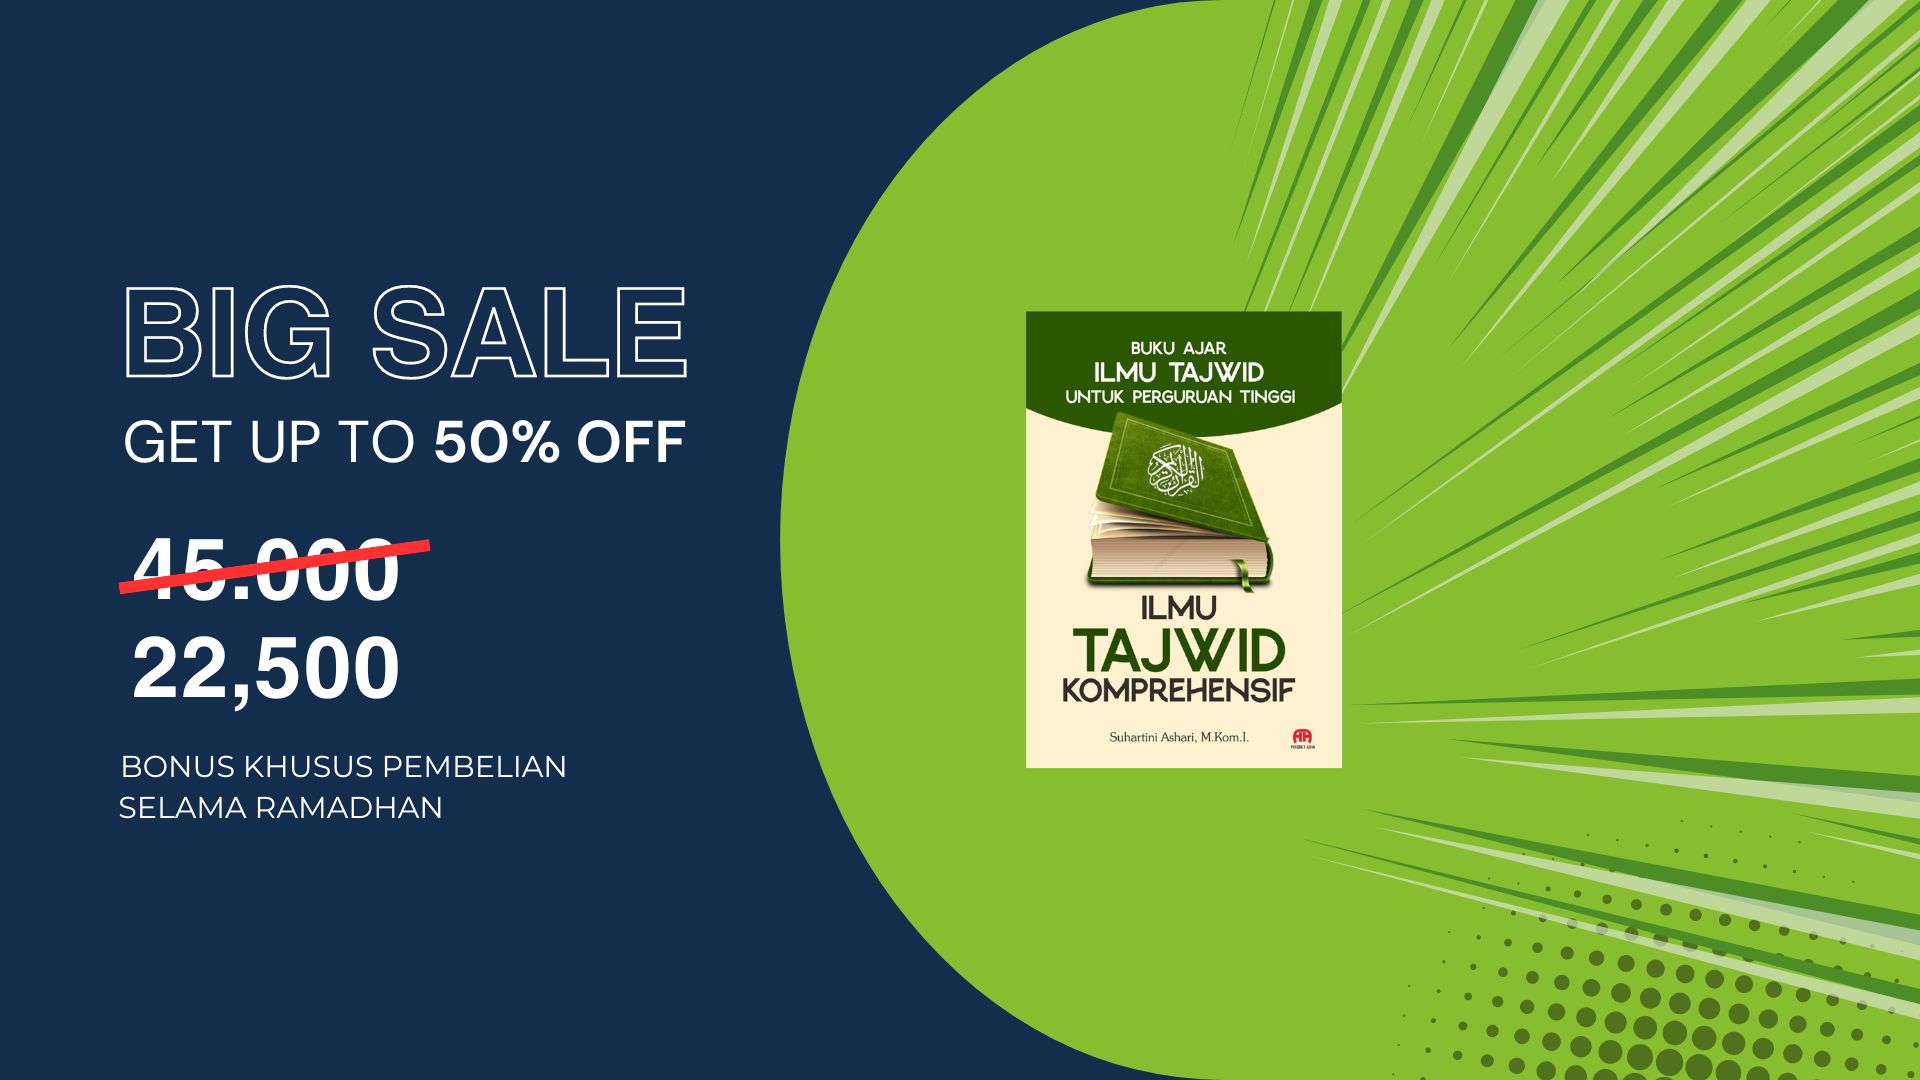 BIG SALE
GET UP TO 50% OFF
45.000
22,500
BONUS KHUSUS PEMBELIAN
SELAMA RAMADHAN
BUKU AJAR
ILMU TAJWID
UNTUK PERGURUAN TINGGI
ILMU
TAJWID
KOMPREHENSIF
Suhartini Ashari, M.Kom.I.